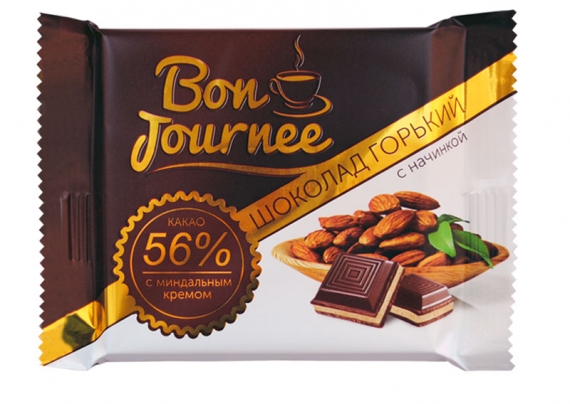 Bon
Journee
ШОКОЛАД ГОРЬКИЙ
с начинкой
КАКАО
56%
с миндальным
кремом